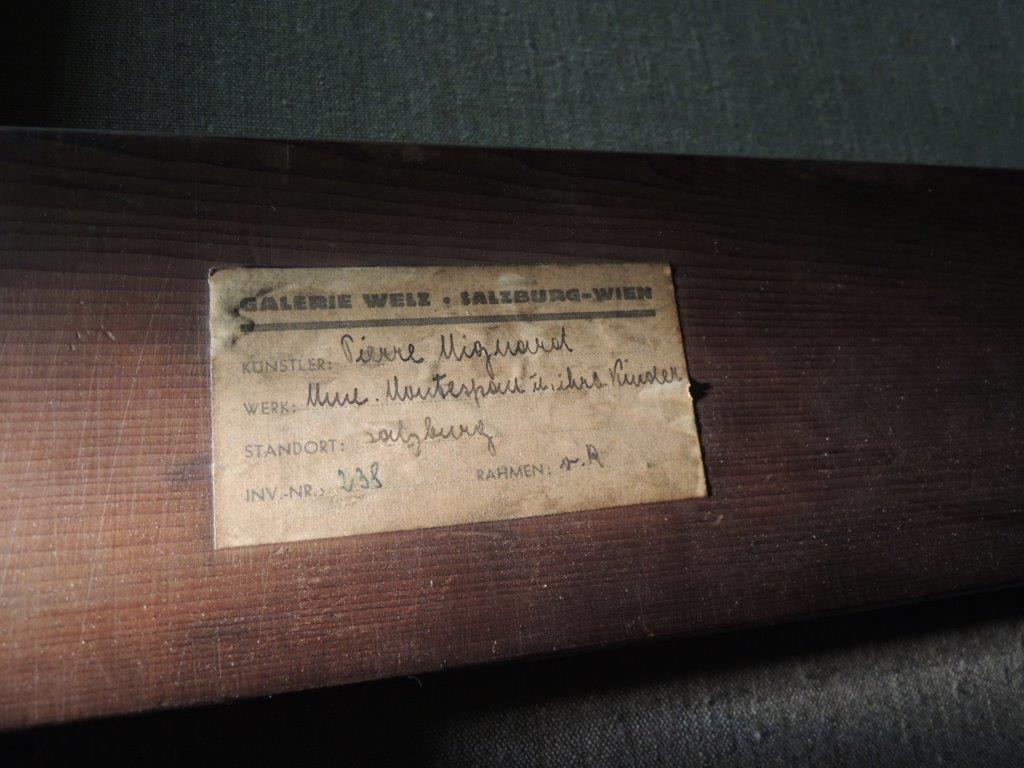 GALERIE WELZ • SALZBURG-WIEN
KÜNSTLER: Pierre Mignard
WERK: Mme. Montespan u. ihre Kinder
STANDORT: Salzburg
INV.-NR.: 238 RAHMEN: v. R